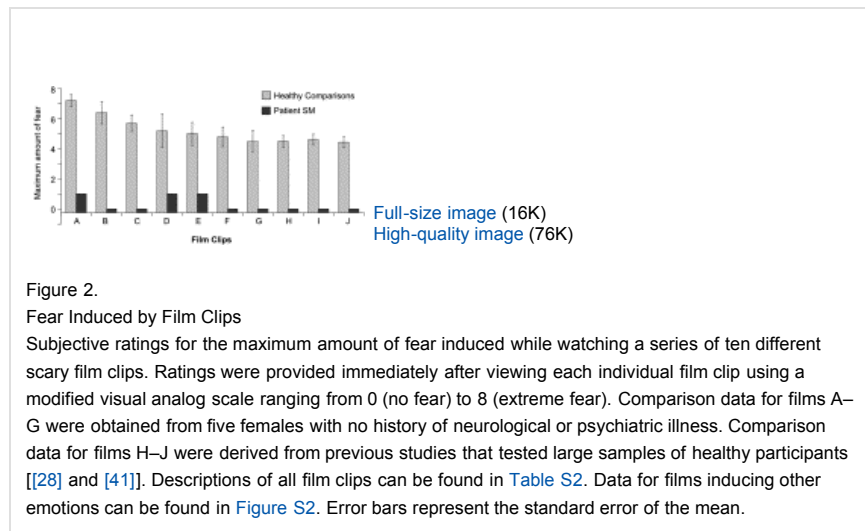 8
6
4
2
0
Maximum amount of fear
Healthy Comparisons
Patient SM
A B C D E F G H I J
Film Clips
Full-size image (16K)
High-quality image (76K)
Figure 2.
Fear Induced by Film Clips
Subjective ratings for the maximum amount of fear induced while watching a series of ten different
scary film clips. Ratings were provided immediately after viewing each individual film clip using a
modified visual analog scale ranging from 0 (no fear) to 8 (extreme fear). Comparison data for films A–
G were obtained from five females with no history of neurological or psychiatric illness. Comparison
data for films H–J were derived from previous studies that tested large samples of healthy participants
[[28] and [41]]. Descriptions of all film clips can be found in Table S2. Data for films inducing other
emotions can be found in Figure S2. Error bars represent the standard error of the mean.